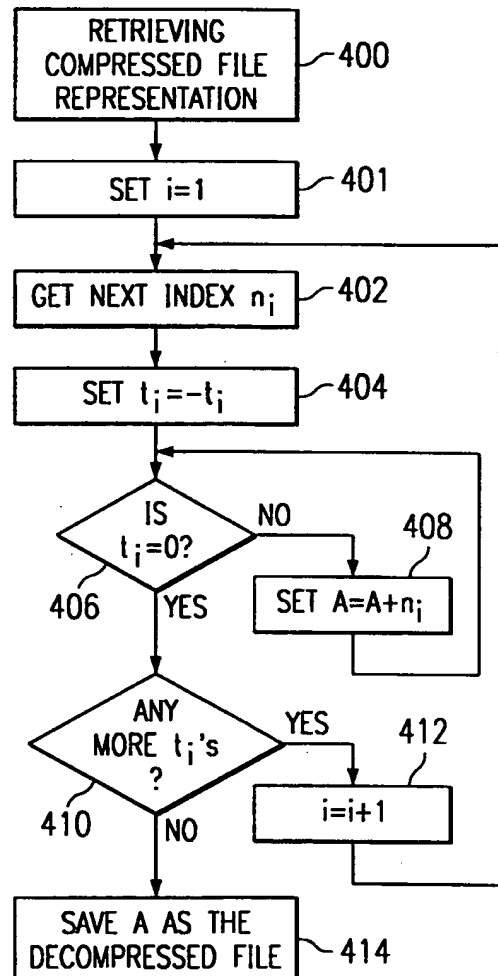 RETRIEVING
COMPRESSED FILE
REPRESENTATION
400
SET i=1
401
GET NEXT INDEX nᵢ
402
SET tᵢ=-tᵢ
404
IS
tᵢ=0?
406
NO
YES
408
SET A=A+nᵢ
ANY
MORE tᵢ's
?
410
YES
NO
412
i=i+1
SAVE A AS THE
DECOMPRESSED FILE
414